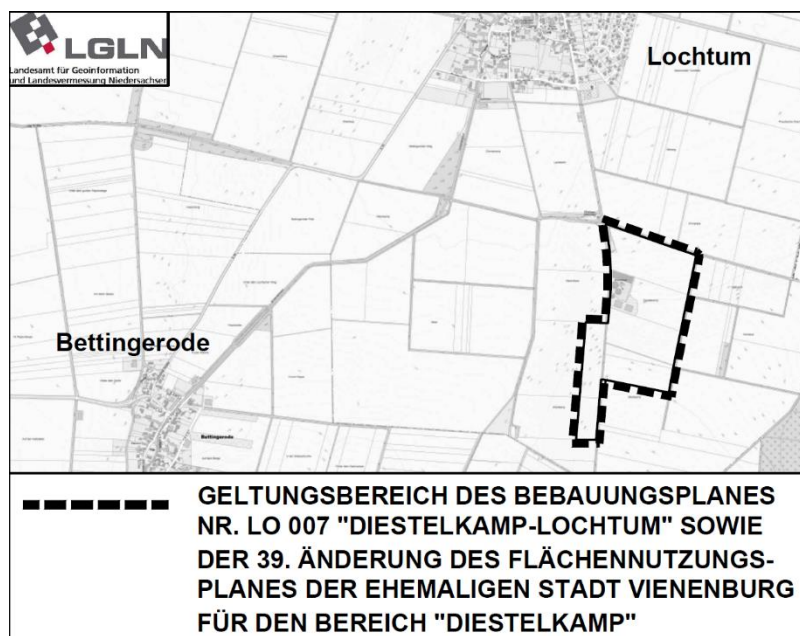 LGLN
Landesamt für Geoinformation
und Landesvermessung Niedersachsen
Lochtum
Bettingerode
Bettingerode
GELTUNGSBEREICH DES BEBAUUNGSPLANES
NR. LO 007 "DIESTELKAMP-LOCHTUM" SOWIE
DER 39. ÄNDERUNG DES FLÄCHENNUTZUNGS-
PLANES DER EHEMALIGEN STADT VIENENBURG
FÜR DEN BEREICH "DIESTELKAMP"